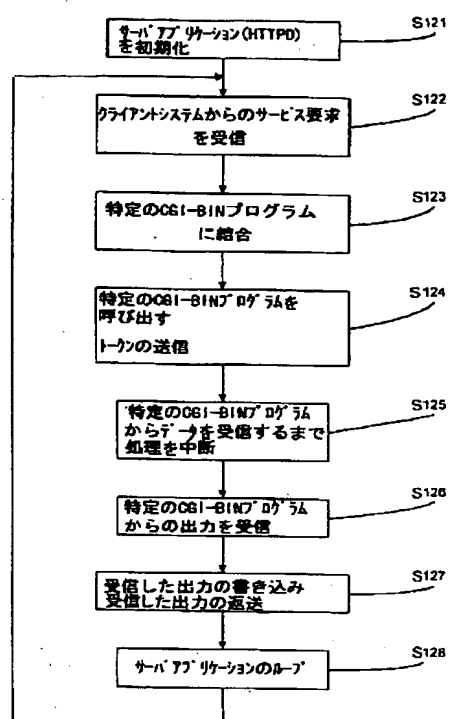 S121
サーバアプリケーション(HTTPD)
を初期化
S122
クライアントシステムからのサービス要求
を受信
S123
特定のCGI-BINプログラム
に結合
S124
特定のCGI-BINプログラムを
呼び出す
トークンの送信
S125
特定のCGI-BINプログラム
からデータを受信するまで
処理を中断
S126
特定のCGI-BINプログラム
からの出力を受信
S127
受信した出力の書き込み
受信した出力の返送
S128
サーバアプリケーションのループ